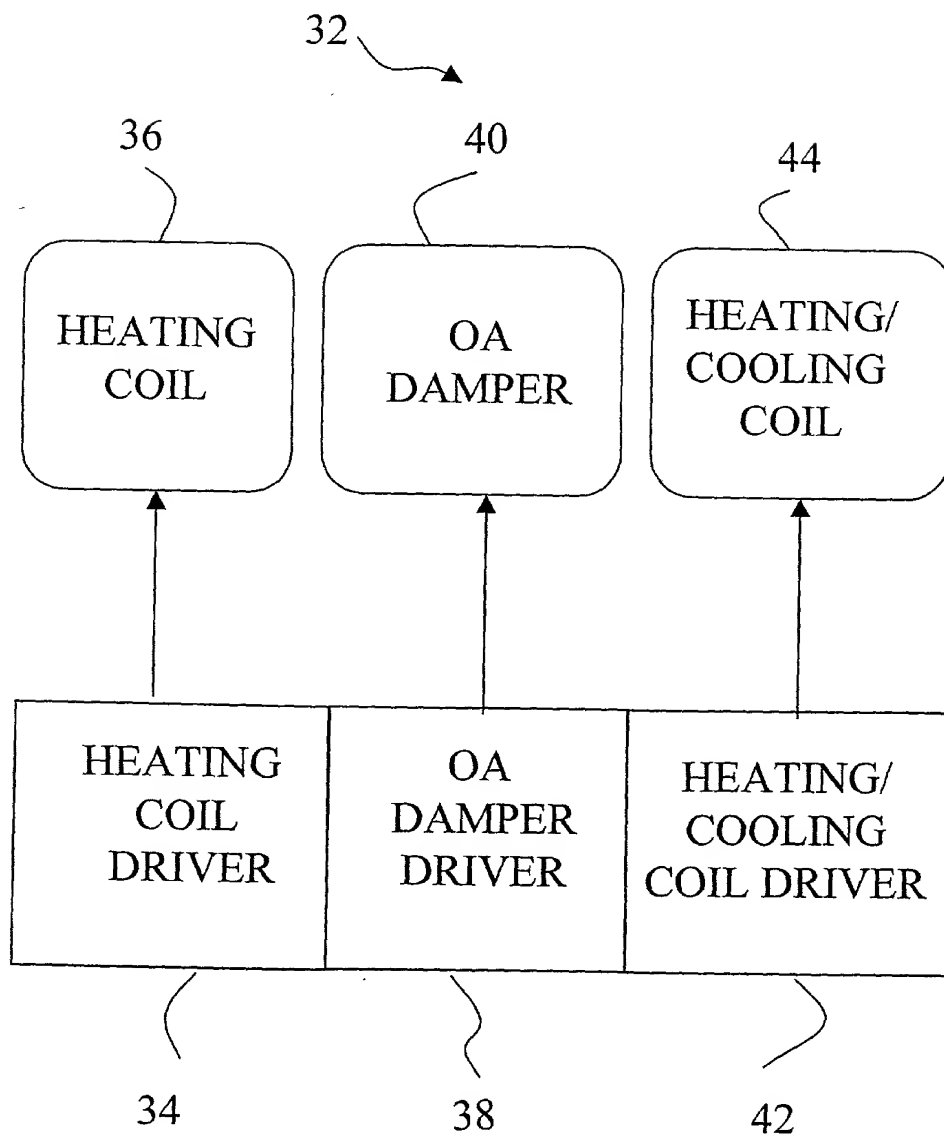 32
36
40
44
HEATING
COIL
OA
DAMPER
HEATING/
COOLING
COIL
HEATING
COIL
DRIVER
OA
DAMPER
DRIVER
HEATING/
COOLING
COIL DRIVER
34
38
42